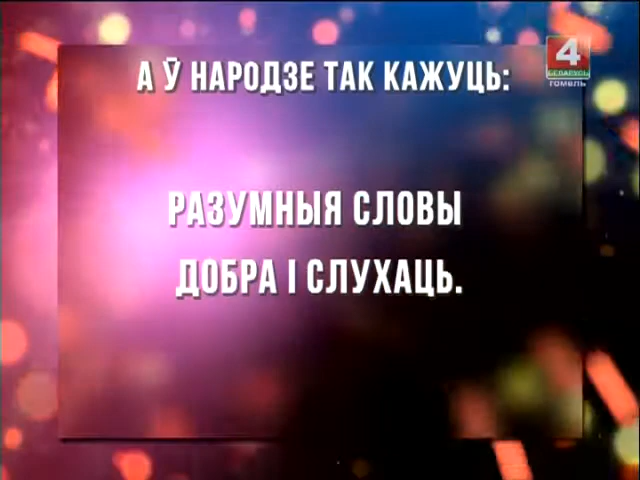 А Ў НАРОДЗЕ ТАК КАЖУЦЬ:
4
БЕЛАРУСЬ
ГОМЕЛЬ
РАЗУМНЫЯ СЛОВЫ
ДОБРА І СЛУХАЦЬ.